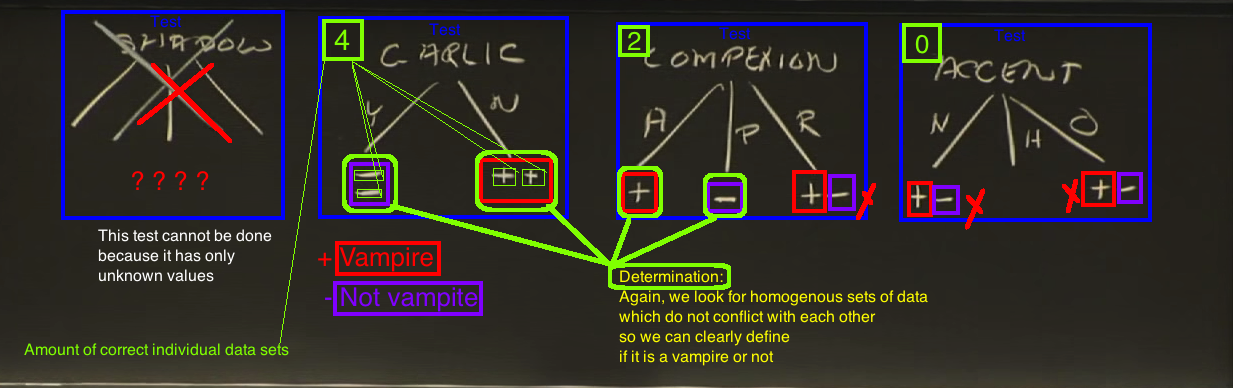 Test
SHADOW
? ? ? ?
This test cannot be done
because it has only
unknown values
4
Test
GARLIC
Y N
— + +
—
+ Vampire
- Not vampite
Amount of correct individual data sets
2
Test
COMPEXION
A P R
+ — + -
Determination:
Again, we look for homogenous sets of data
which do not conflict with each other
so we can clearly define
if it is a vampire or not
0
Test
ACCENT
N H O
+ - X X + -